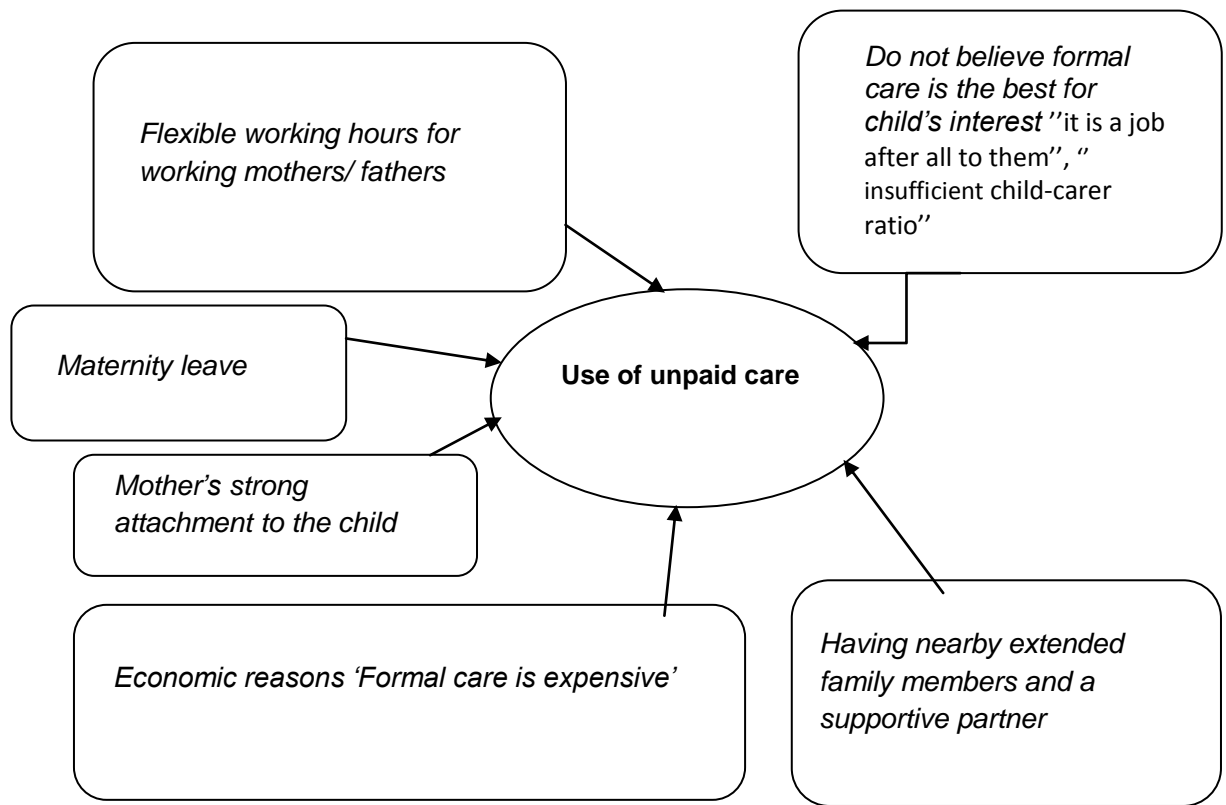 Flexible working hours for
working mothers/ fathers
Do not believe formal
care is the best for
child’s interest ’’it is a job
after all to them’’, ‘’
insufficient child-carer
ratio’’
Maternity leave
Use of unpaid care
Mother’s strong
attachment to the child
Economic reasons ‘Formal care is expensive’
Having nearby extended
family members and a
supportive partner